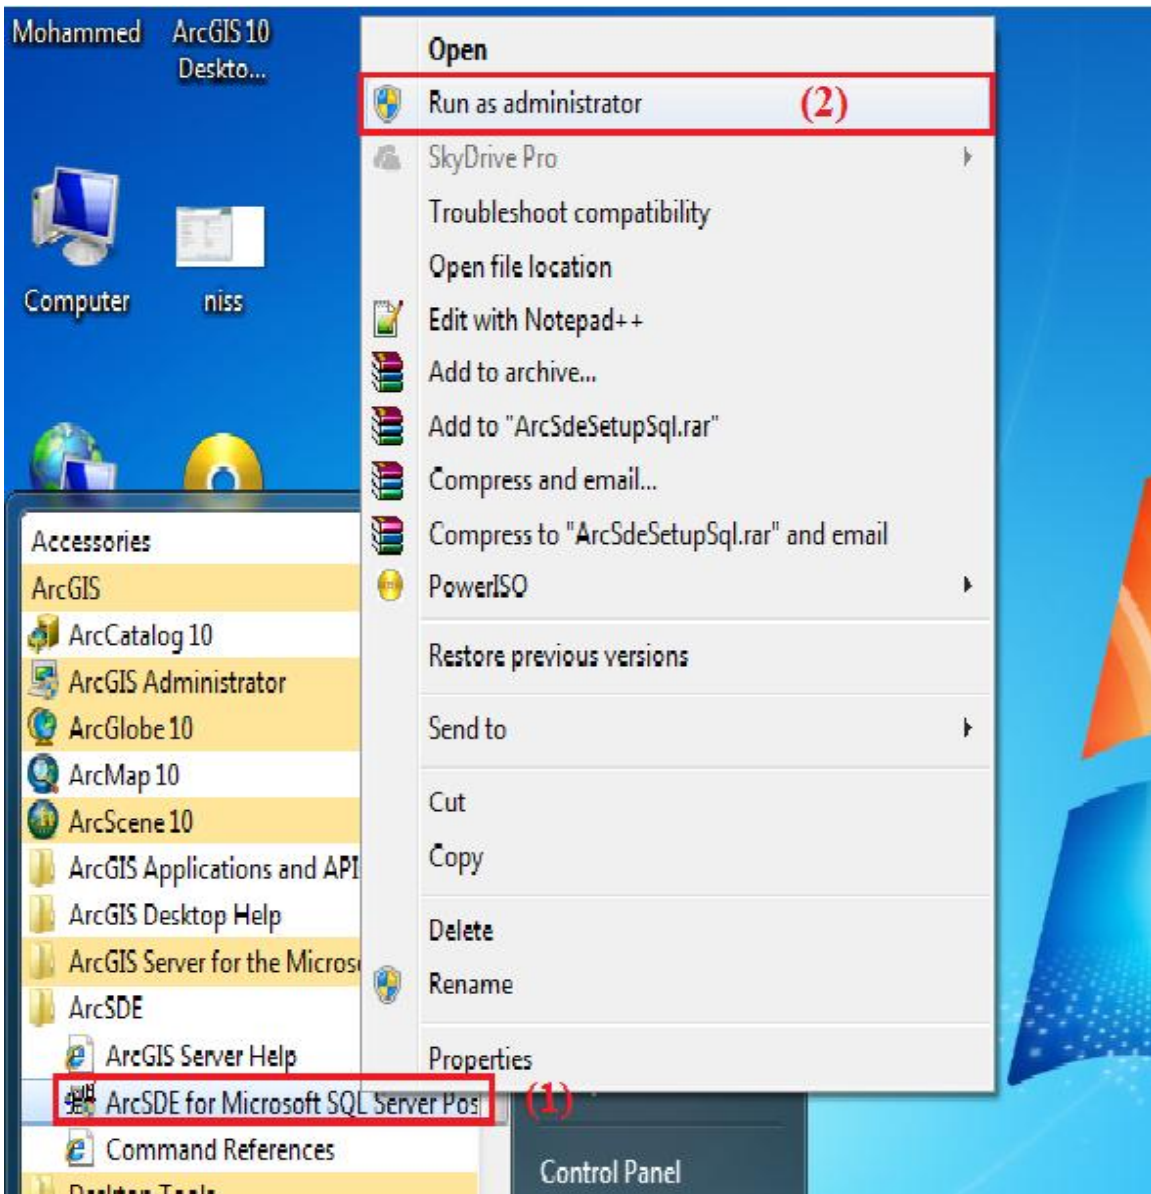 Mohammed
ArcGIS 10
Deskto...
Computer
niss
Open
Run as administrator (2)
SkyDrive Pro
Troubleshoot compatibility
Open file location
Edit with Notepad++
Add to archive...
Add to "ArcSdeSetupSql.rar"
Compress and email...
Compress to "ArcSdeSetupSql.rar" and email
PowerISO
Restore previous versions
Send to
Cut
Copy
Delete
Rename
Properties
Accessories
ArcGIS
ArcCatalog 10
ArcGIS Administrator
ArcGlobe 10
ArcMap 10
ArcScene 10
ArcGIS Applications and API
ArcGIS Desktop Help
ArcGIS Server for the Microso
ArcSDE
ArcGIS Server Help
ArcSDE for Microsoft SQL Server Pos (1)
Command References
Desktop Tools
Control Panel